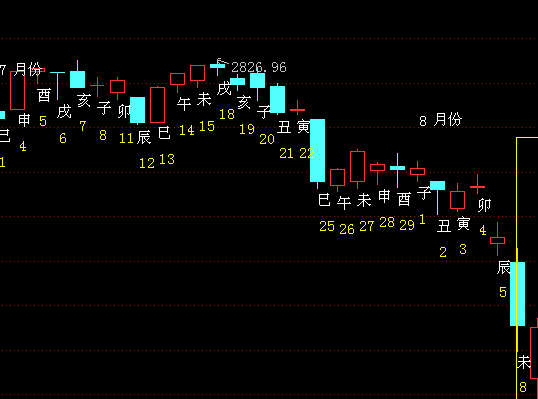 7 月份
2826.96
8 月份
巳
申
酉
戌
亥
子
卯
辰
巳
午
未
戌
亥
子
丑
寅
巳
午
未
申
酉
子
丑
寅
卯
辰
未
1
4
5
6
7
8
11
12
13
14
15
18
19
20
21
22
25
26
27
28
29
1
2
3
4
5
8